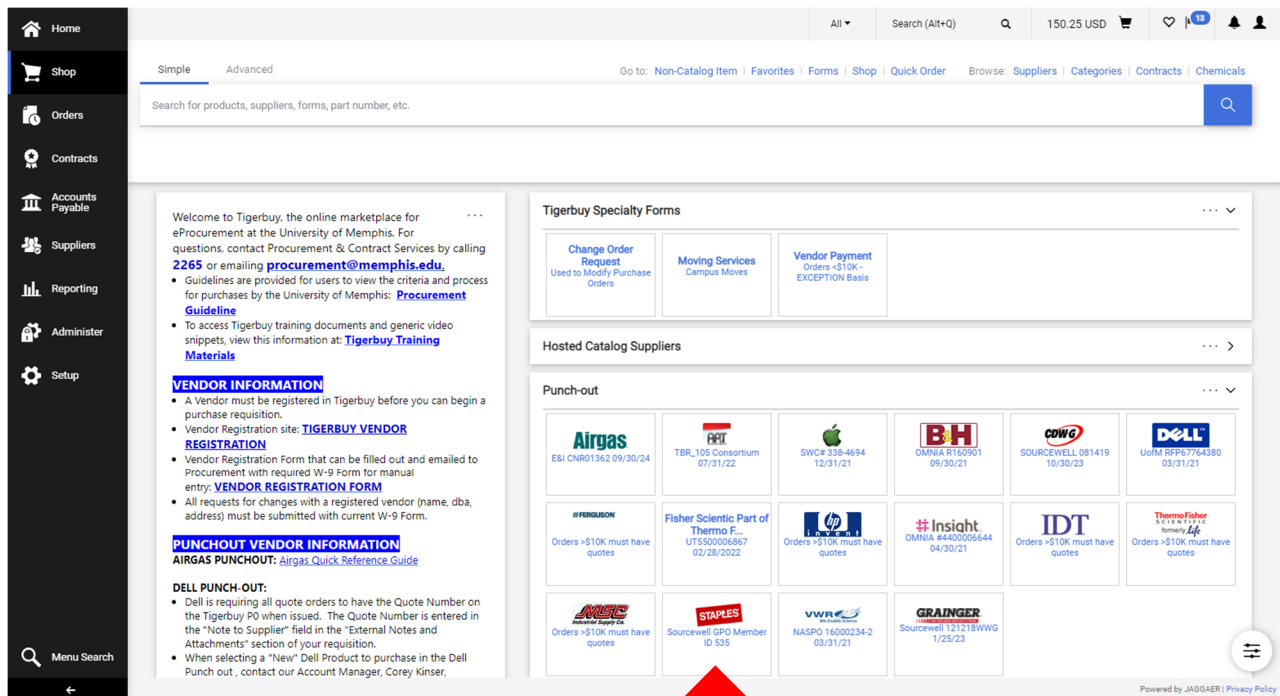 Home
Shop
Orders
Contracts
Accounts
Payable
Suppliers
Reporting
Administer
Setup
Menu Search
All
Search (Alt+Q)
150.25 USD
13
Simple
Advanced
Go to: Non-Catalog Item | Favorites | Forms | Shop | Quick Order Browse: Suppliers | Categories | Contracts | Chemicals
Search for products, suppliers, forms, part number, etc.
Welcome to Tigerbuy, the online marketplace for
eProcurement at the University of Memphis. For
questions, contact Procurement & Contract Services by calling
2265 or emailing procurement@memphis.edu.
• Guidelines are provided for users to view the criteria and process
for purchases by the University of Memphis: Procurement
Guideline
• To access Tigerbuy training documents and generic video
snippets, view this information at: Tigerbuy Training
Materials
VENDOR INFORMATION
• A Vendor must be registered in Tigerbuy before you can begin a
purchase requisition.
• Vendor Registration site: TIGERBUY VENDOR
REGISTRATION
• Vendor Registration Form that can be filled out and emailed to
Procurement with required W-9 Form for manual
entry: VENDOR REGISTRATION FORM
• All requests for changes with a registered vendor (name, dba,
address) must be submitted with current W-9 Form.
PUNCHOUT VENDOR INFORMATION
AIRGAS PUNCHOUT: Airgas Quick Reference Guide
DELL PUNCH-OUT:
• Dell is requiring all quote orders to have the Quote Number on
the Tigerbuy P0 when issued. The Quote Number is entered in
the "Note to Supplier" field in the "External Notes and
Attachments" section of your requisition.
• When selecting a "New" Dell Product to purchase in the Dell
Punch out , contact our Account Manager, Corey Kinser,
Tigerbuy Specialty Forms
Change Order
Request
Used to Modify Purchase
Orders
Moving Services
Campus Moves
Vendor Payment
Orders <$10K -
EXCEPTION Basis
Hosted Catalog Suppliers
Punch-out
Airgas
E&I CNR01362 09/30/24
APT
TBR_105 Consortium
07/31/22
SWC# 338-4694
12/31/21
B&H
OMNIA R160901
09/30/21
CDWG
SOURCEWELL 081419
10/30/23
DELL
UofM RFP67764380
03/31/21
FERGUSON
Orders >$10K must have
quotes
Fisher Scientic Part of
Thermo F...
UT5500006867
02/28/2022
hp
invent
Orders >$10K must have
quotes
Insight
OMNIA #4400006644
04/30/21
IDT
Orders >$10K must have
quotes
ThermoFisher
SCIENTIFIC
formerly life
Orders >$10K must have
quotes
MSC
Industrial Supply Co.
Orders >$10K must have
quotes
STAPLES
Sourcewell GPO Member
ID 535
VWR
We Enable Science
NASPO 16000234-2
03/31/21
GRAINGER
Sourcewell 121218WWG
1/25/23
Powered by JAGGAER | Privacy Policy